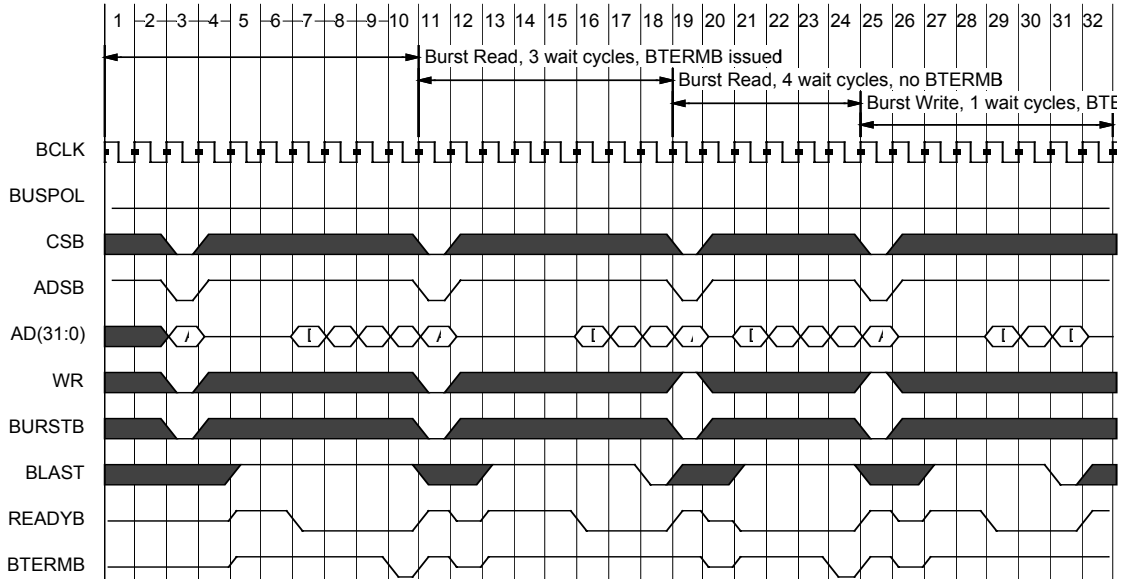 1 2 3 4 5 6 7 8 9 10 11 12 13 14 15 16 17 18 19 20 21 22 23 24 25 26 27 28 29 30 31 32
Burst Read, 3 wait cycles, BTERMB issued
Burst Read, 4 wait cycles, no BTERMB
Burst Write, 1 wait cycles,
BCLK
BUSPOL
CSB
ADSB
AD(31:0)
WR
BURSTB
BLAST
READYB
BTERMB